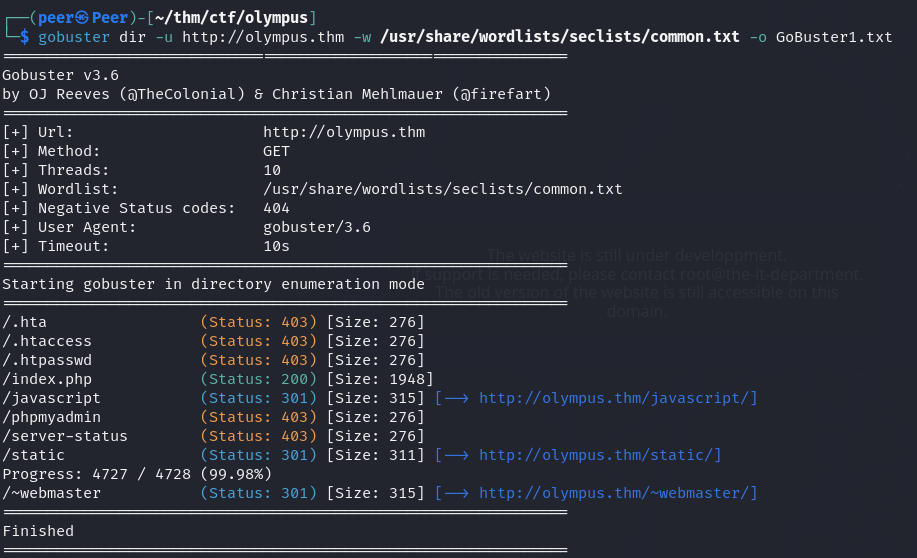 ┌──(peer㉿Peer)-[~/thm/ctf/olympus]
└─$ gobuster dir -u http://olympus.thm -w /usr/share/wordlists/seclists/common.txt -o GoBuster1.txt
===============================================================
Gobuster v3.6
by OJ Reeves (@TheColonial) & Christian Mehlmauer (@firefart)
===============================================================
[+] Url: http://olympus.thm
[+] Method: GET
[+] Threads: 10
[+] Wordlist: /usr/share/wordlists/seclists/common.txt
[+] Negative Status codes: 404
[+] User Agent: gobuster/3.6
[+] Timeout: 10s
===============================================================
Starting gobuster in directory enumeration mode
===============================================================
/.hta (Status: 403) [Size: 276]
/.htaccess (Status: 403) [Size: 276]
/.htpasswd (Status: 403) [Size: 276]
/index.php (Status: 200) [Size: 1948]
/javascript (Status: 301) [Size: 315] [--> http://olympus.thm/javascript/]
/phpmyadmin (Status: 403) [Size: 276]
/server-status (Status: 403) [Size: 276]
/static (Status: 301) [Size: 311] [--> http://olympus.thm/static/]
Progress: 4727 / 4728 (99.98%)
/~webmaster (Status: 301) [Size: 315] [--> http://olympus.thm/~webmaster/]
===============================================================
Finished
===============================================================
The website is still under developpment.
If support is needed, please contact root@the-it-department.
The old version of the website is still accessible on this
domain.